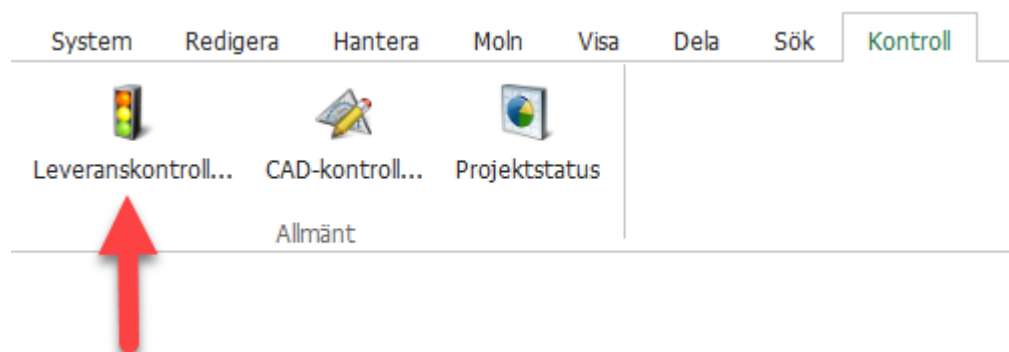 System Redigera Hantera Moln Visa Dela Sök Kontroll
Leveranskontroll... CAD-kontroll... Projektstatus
Allmänt